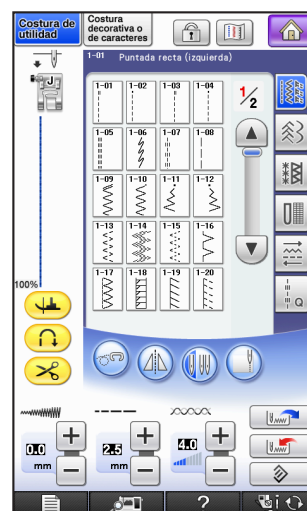 Costura de
utilidad
Costura
decorativa o
de caracteres
1-01 Puntada recta (izquierda)
J
1-01 1-02 1-03 1-04
1/2
1-05 1-06 1-07 1-08
1-09 1-10 1-11 1-12
1-13 1-14 1-15 1-16
1-17 1-18 1-19 1-20
Q
100%
0.0 mm
2.5 mm
4.0
+ + +
− − −
?
i